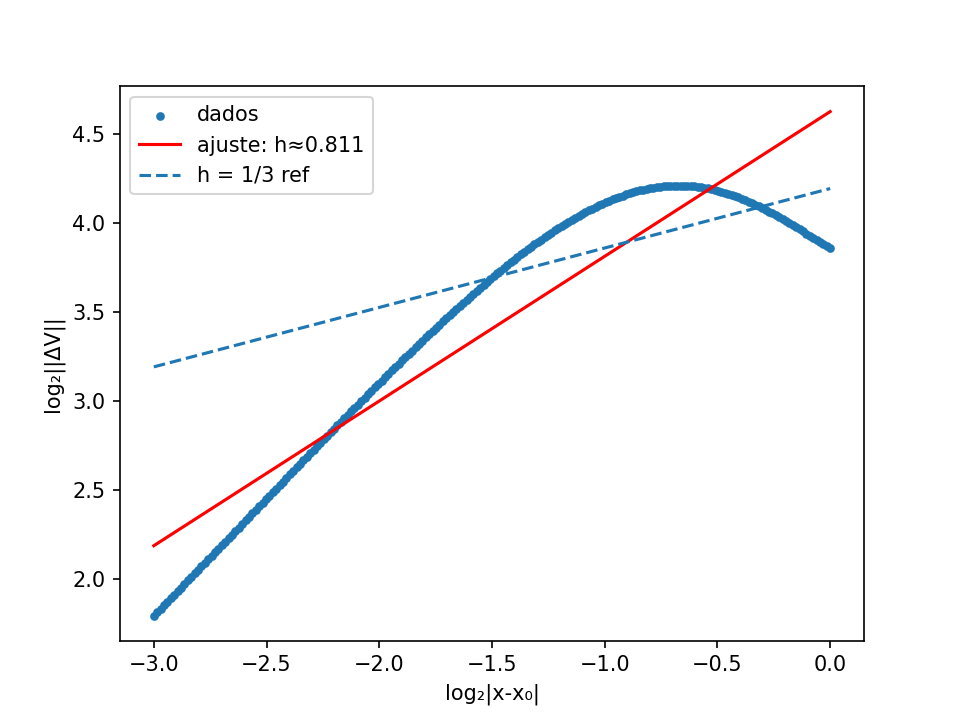 dados
ajuste: h≈0.811
h = 1/3 ref
4.5
4.0
3.5
3.0
2.5
2.0
log₂||ΔV||
−3.0 −2.5 −2.0 −1.5 −1.0 −0.5 0.0
log₂|x-x₀|